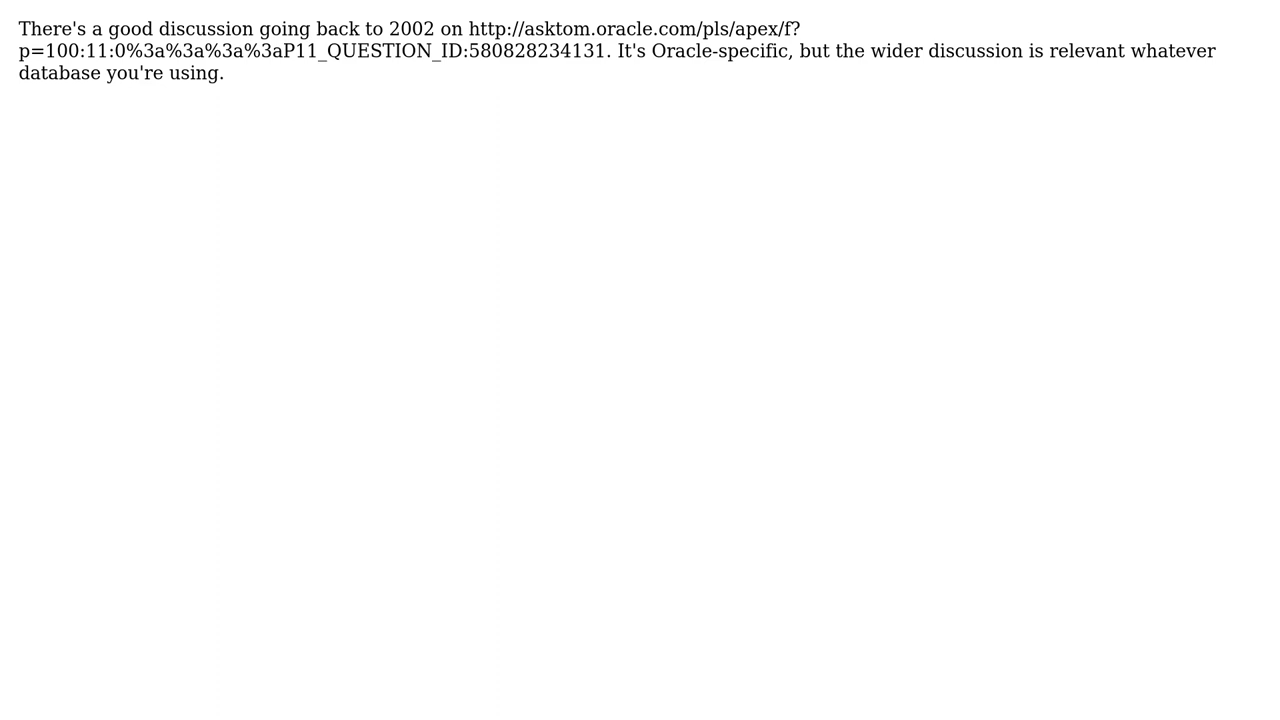 There's a good discussion going back to 2002 on http://asktom.oracle.com/pls/apex/f?
p=100:11:0%3a%3a%3a%3aP11_QUESTION_ID:580828234131. It's Oracle-specific, but the wider discussion is relevant whatever
database you're using.